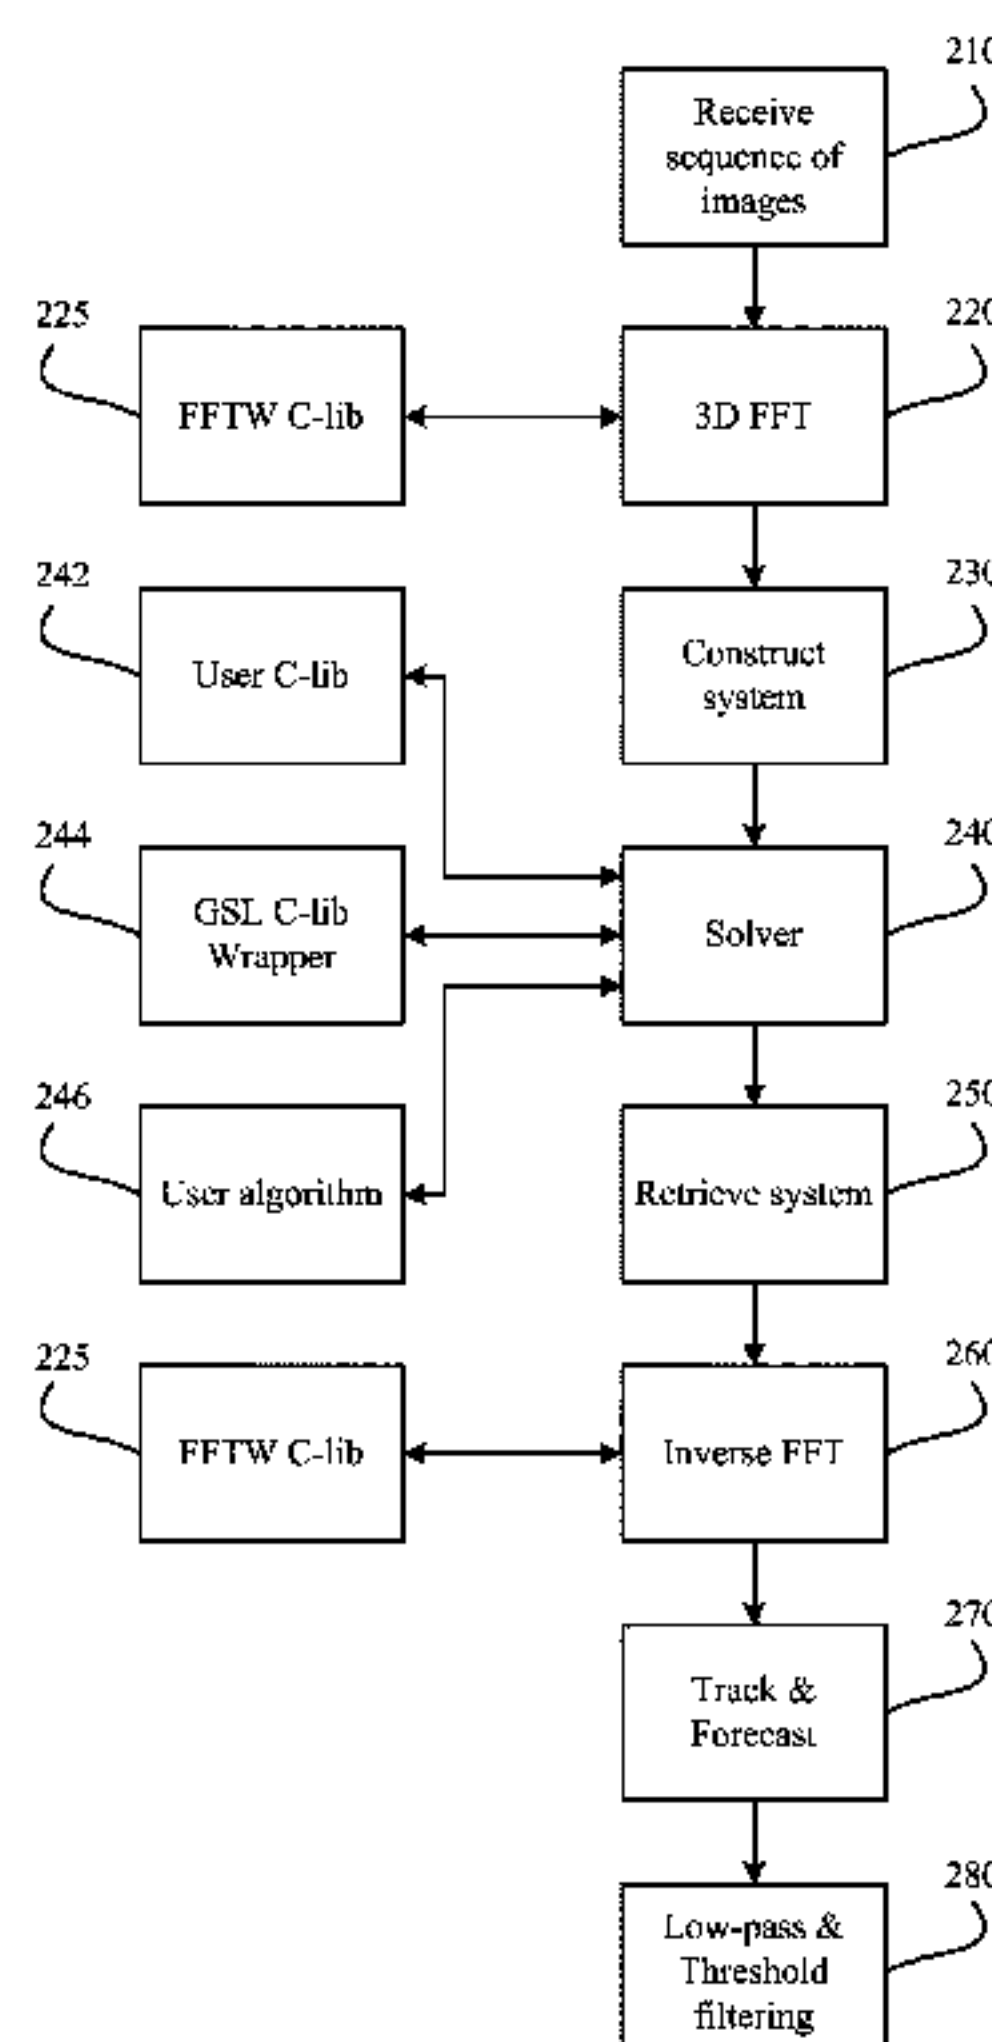 210
Receive
sequence of
images
225
220
FFTW C-lib
3D FFT
242
230
User C-lib
Construct
system
244
240
GSL C-lib
Wrapper
Solver
246
250
User algorithm
Retrieve system
225
260
FFTW C-lib
Inverse FFT
270
Track &
Forecast
280
Low-pass &
Threshold
filtering